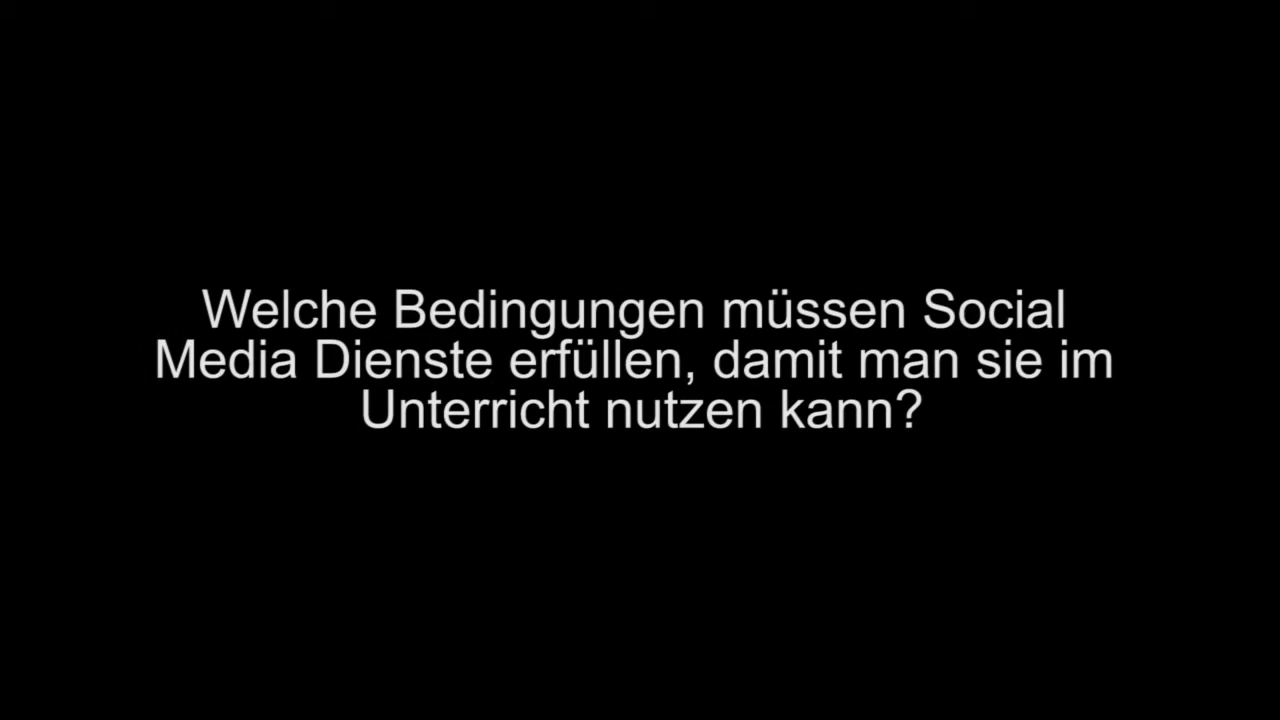 Welche Bedingungen müssen Social
Media Dienste erfüllen, damit man sie im
Unterricht nutzen kann?